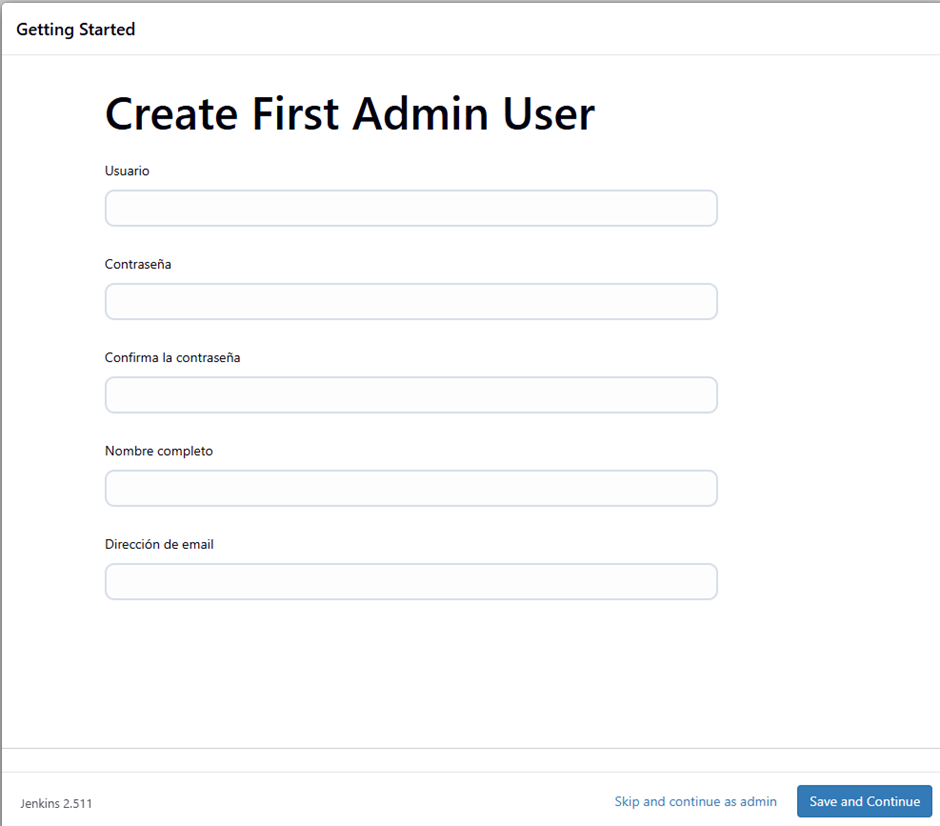 Getting Started
Create First Admin User
Usuario
Contraseña
Confirma la contraseña
Nombre completo
Dirección de email
Jenkins 2.511
Skip and continue as admin
Save and Continue